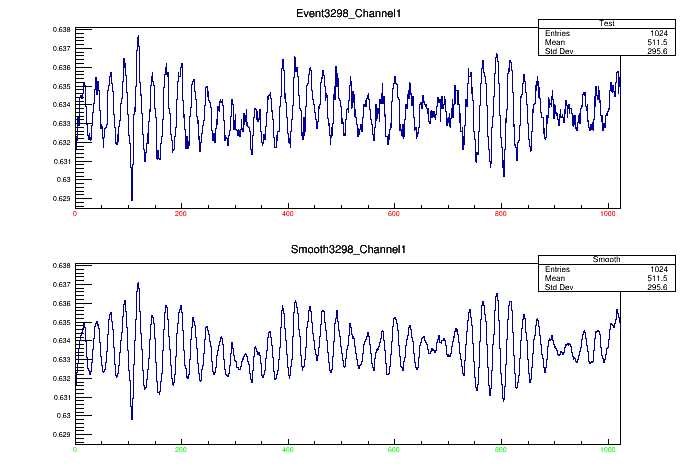 Event3298_Channel1
Test
Entries 1024
Mean 511.5
Std Dev 295.6
0.638
0.637
0.636
0.635
0.634
0.633
0.632
0.631
0.63
0.629
0 200 400 600 800 1000
Smooth3298_Channel1
Smooth
Entries 1024
Mean 511.5
Std Dev 295.6
0.638
0.637
0.636
0.635
0.634
0.633
0.632
0.631
0.63
0.629
0 200 400 600 800 1000